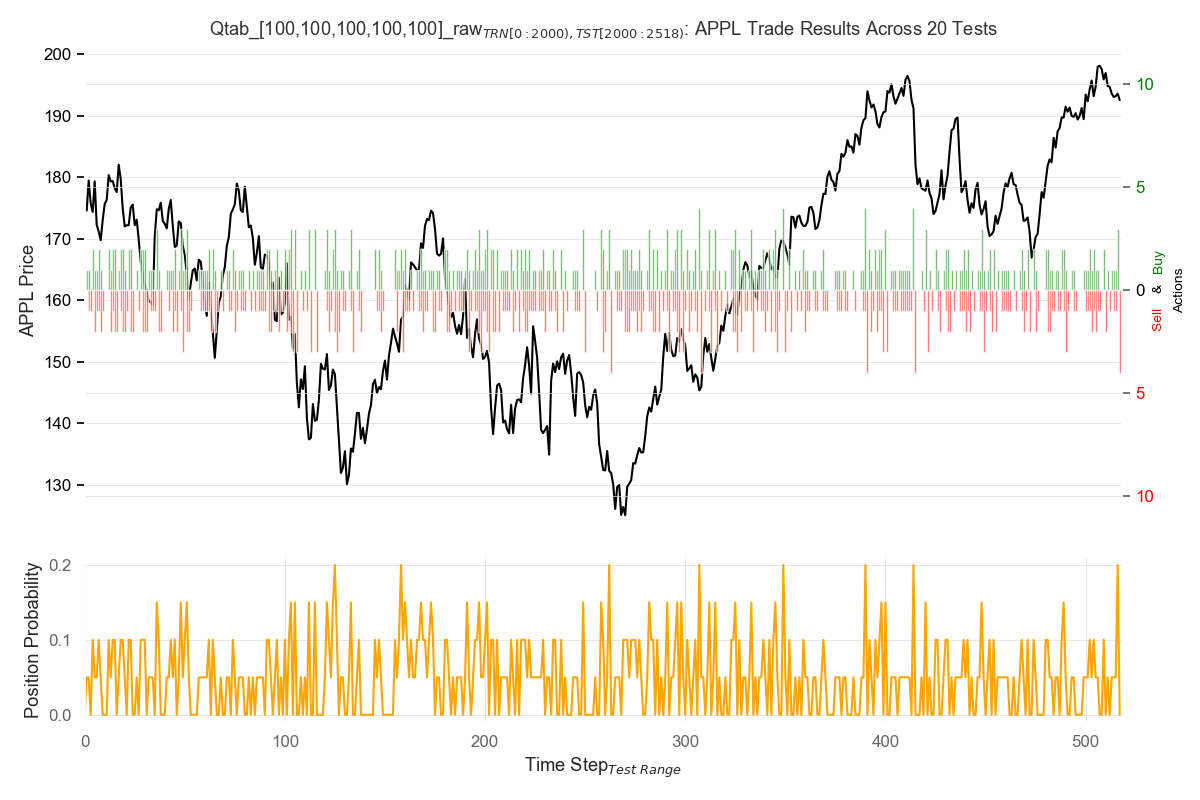 Qtab_[100,100,100,100,100]_raw TRN[0:2000), TST[2000:2518): APPL Trade Results Across 20 Tests
APPL Price
200
190
180
170
160
150
140
130
10
5
0
5
10
Sell & Buy
Actions
Position Probability
0.2
0.1
0.0
0 100 200 300 400 500
Time Step Test Range